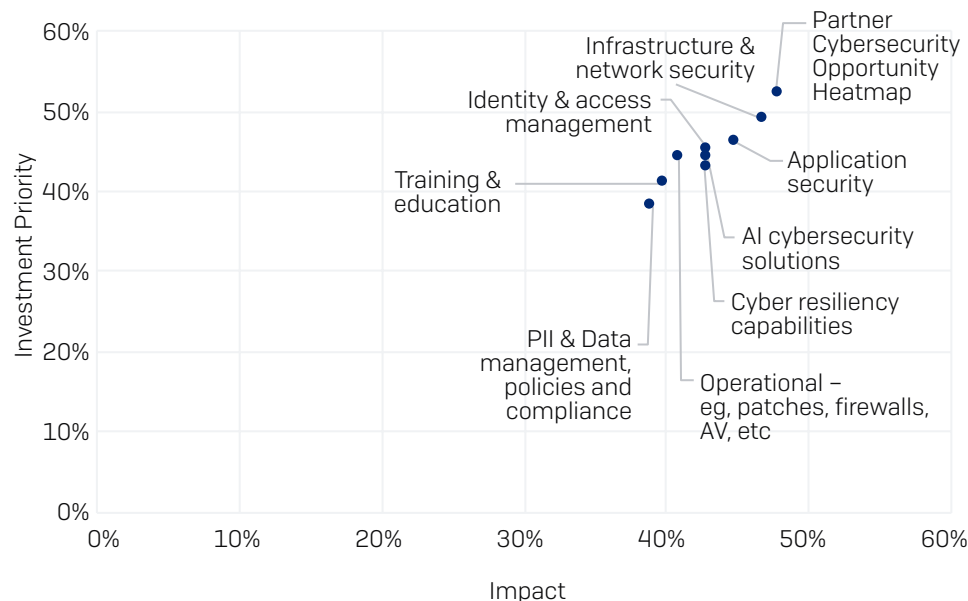 60%
50%
40%
30%
20%
10%
0%
Investment Priority
Infrastructure &
network security
Partner
Cybersecurity
Opportunity
Heatmap
Identity & access
management
Application
security
Training &
education
AI cybersecurity
solutions
Cyber resiliency
capabilities
PII & Data
management,
policies and
compliance
Operational –
eg, patches, firewalls,
AV, etc
0%
10%
20%
30%
40%
50%
60%
Impact